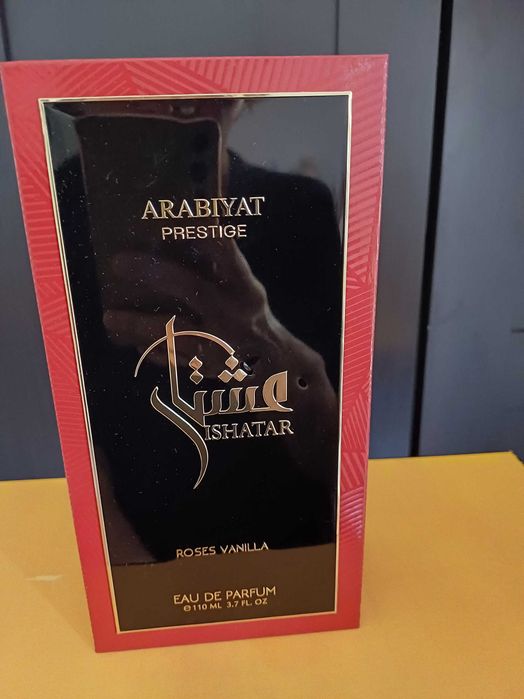 ARABIYAT
PRESTIGE
عشتار
ISHATAR
ROSES VANILLA
EAU DE PARFUM
℮110 ML 3.7 FL. OZ